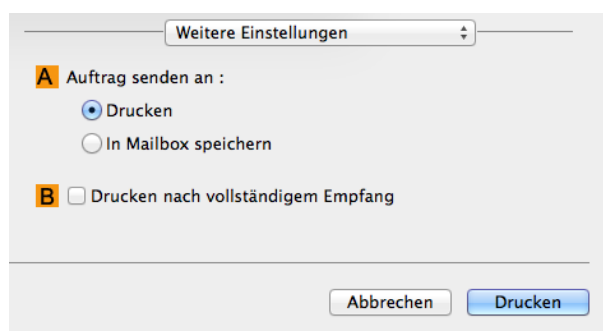 Weitere Einstellungen
A Auftrag senden an :
Drucken
In Mailbox speichern
B Drucken nach vollständigem Empfang
Abbrechen Drucken